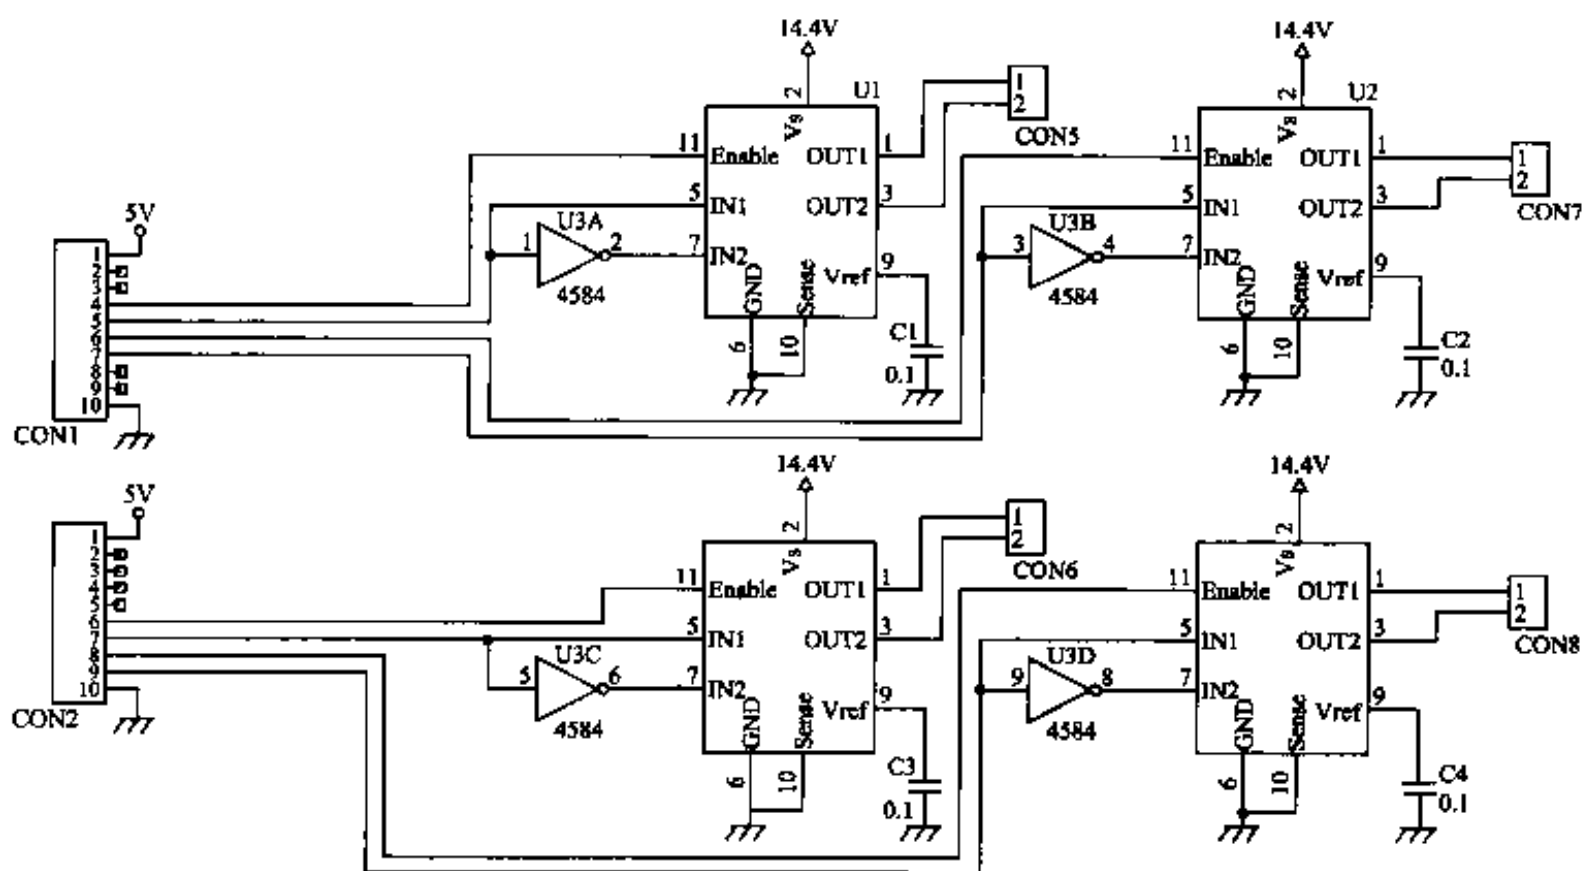 14.4V
14.4V
U1
2
Vs
1
2
CON5
U2
2
Vs
11
Enable
OUT1
1
11
Enable
OUT1
1
1
2
CON7
5
IN1
OUT2
3
5
IN1
OUT2
3
5V
U3A
1
2
7
IN2
4584
U3B
3
4
7
IN2
4584
GND
Sense
Vref
9
GND
Sense
Vref
9
1
2
3
4
5
6
7
8
9
10
CON1
6
10
C1
0.1
6
10
C2
0.1
14.4V
14.4V
5V
2
Vs
1
2
CON6
2
Vs
11
Enable
OUT1
1
11
Enable
OUT1
1
1
2
CON8
5
IN1
OUT2
3
5
IN1
OUT2
3
1
2
3
4
5
6
7
8
9
10
CON2
U3C
5
6
7
IN2
4584
U3D
9
8
7
IN2
4584
GND
Sense
Vref
9
GND
Sense
Vref
9
6
10
C3
0.1
6
10
C4
0.1